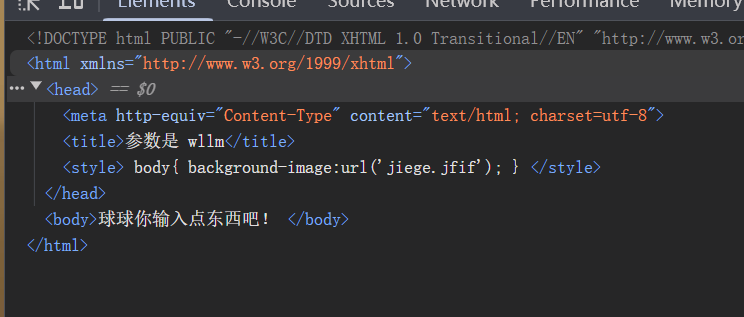 Elements Console Sources Network Performance Memory
<!DOCTYPE html PUBLIC "-//W3C//DTD XHTML 1.0 Transitional//EN" "http://www.w3.o
<html xmlns="http://www.w3.org/1999/xhtml">
··· ▼ <head> == $0
<meta http-equiv="Content-Type" content="text/html; charset=utf-8">
<title>参数是 wllm</title>
<style> body{ background-image:url('jiege.jfif'); } </style>
</head>
<body>球球你输入点东西吧！ </body>
</html>